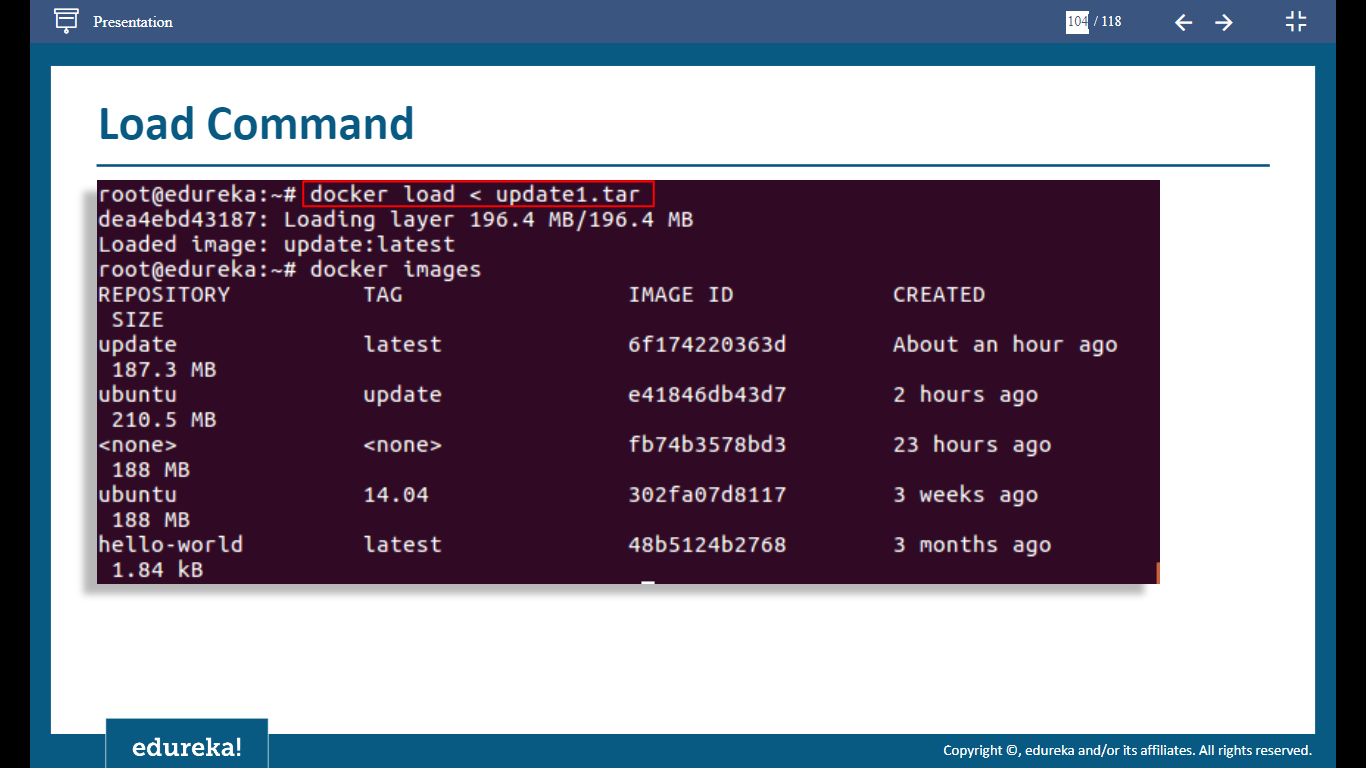 Presentation
104 / 118
Load Command
root@edureka:~# docker load < update1.tar
dea4ebd43187: Loading layer 196.4 MB/196.4 MB
Loaded image: update:latest
root@edureka:~# docker images
REPOSITORY TAG IMAGE ID CREATED
SIZE
update latest 6f174220363d About an hour ago
187.3 MB
ubuntu update e41846db43d7 2 hours ago
210.5 MB
<none> <none> fb74b3578bd3 23 hours ago
188 MB
ubuntu 14.04 302fa07d8117 3 weeks ago
188 MB
hello-world latest 48b5124b2768 3 months ago
1.84 kB
edureka!
Copyright ©, edureka and/or its affiliates. All rights reserved.